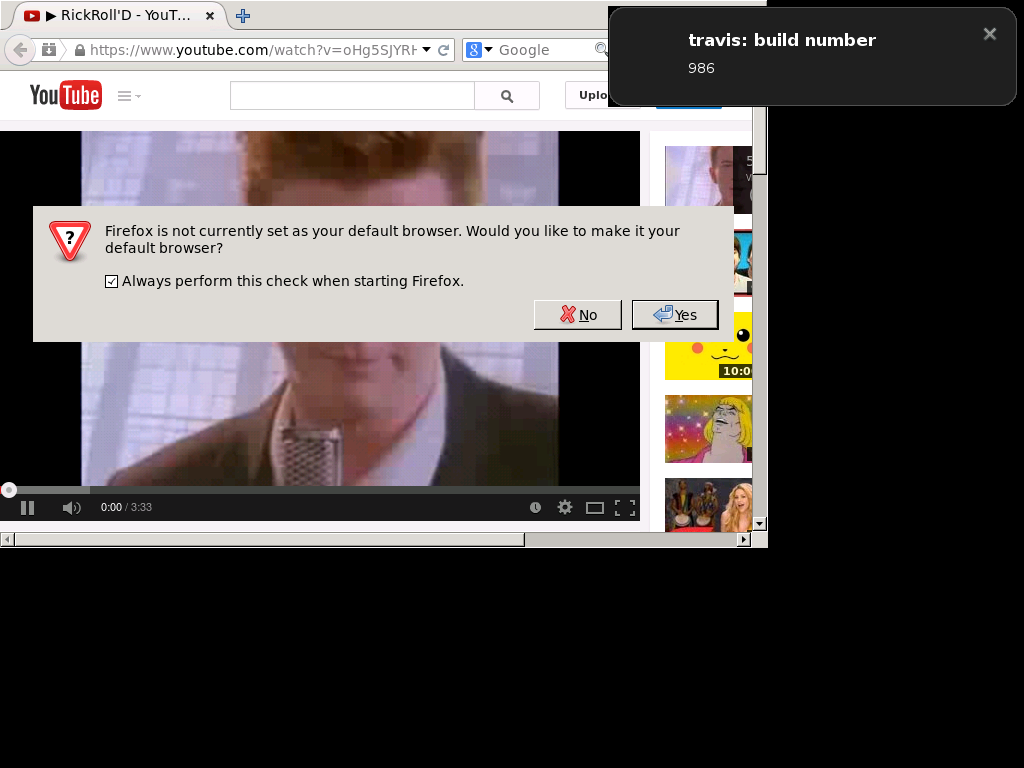 ▶ RickRoll'D - YouT...
https://www.youtube.com/watch?v=oHg5SJYRH
Google
travis: build number
986
YouTube
Uplo
Firefox is not currently set as your default browser. Would you like to make it your
default browser?
Always perform this check when starting Firefox.
No
Yes
10:0
0:00 / 3:33